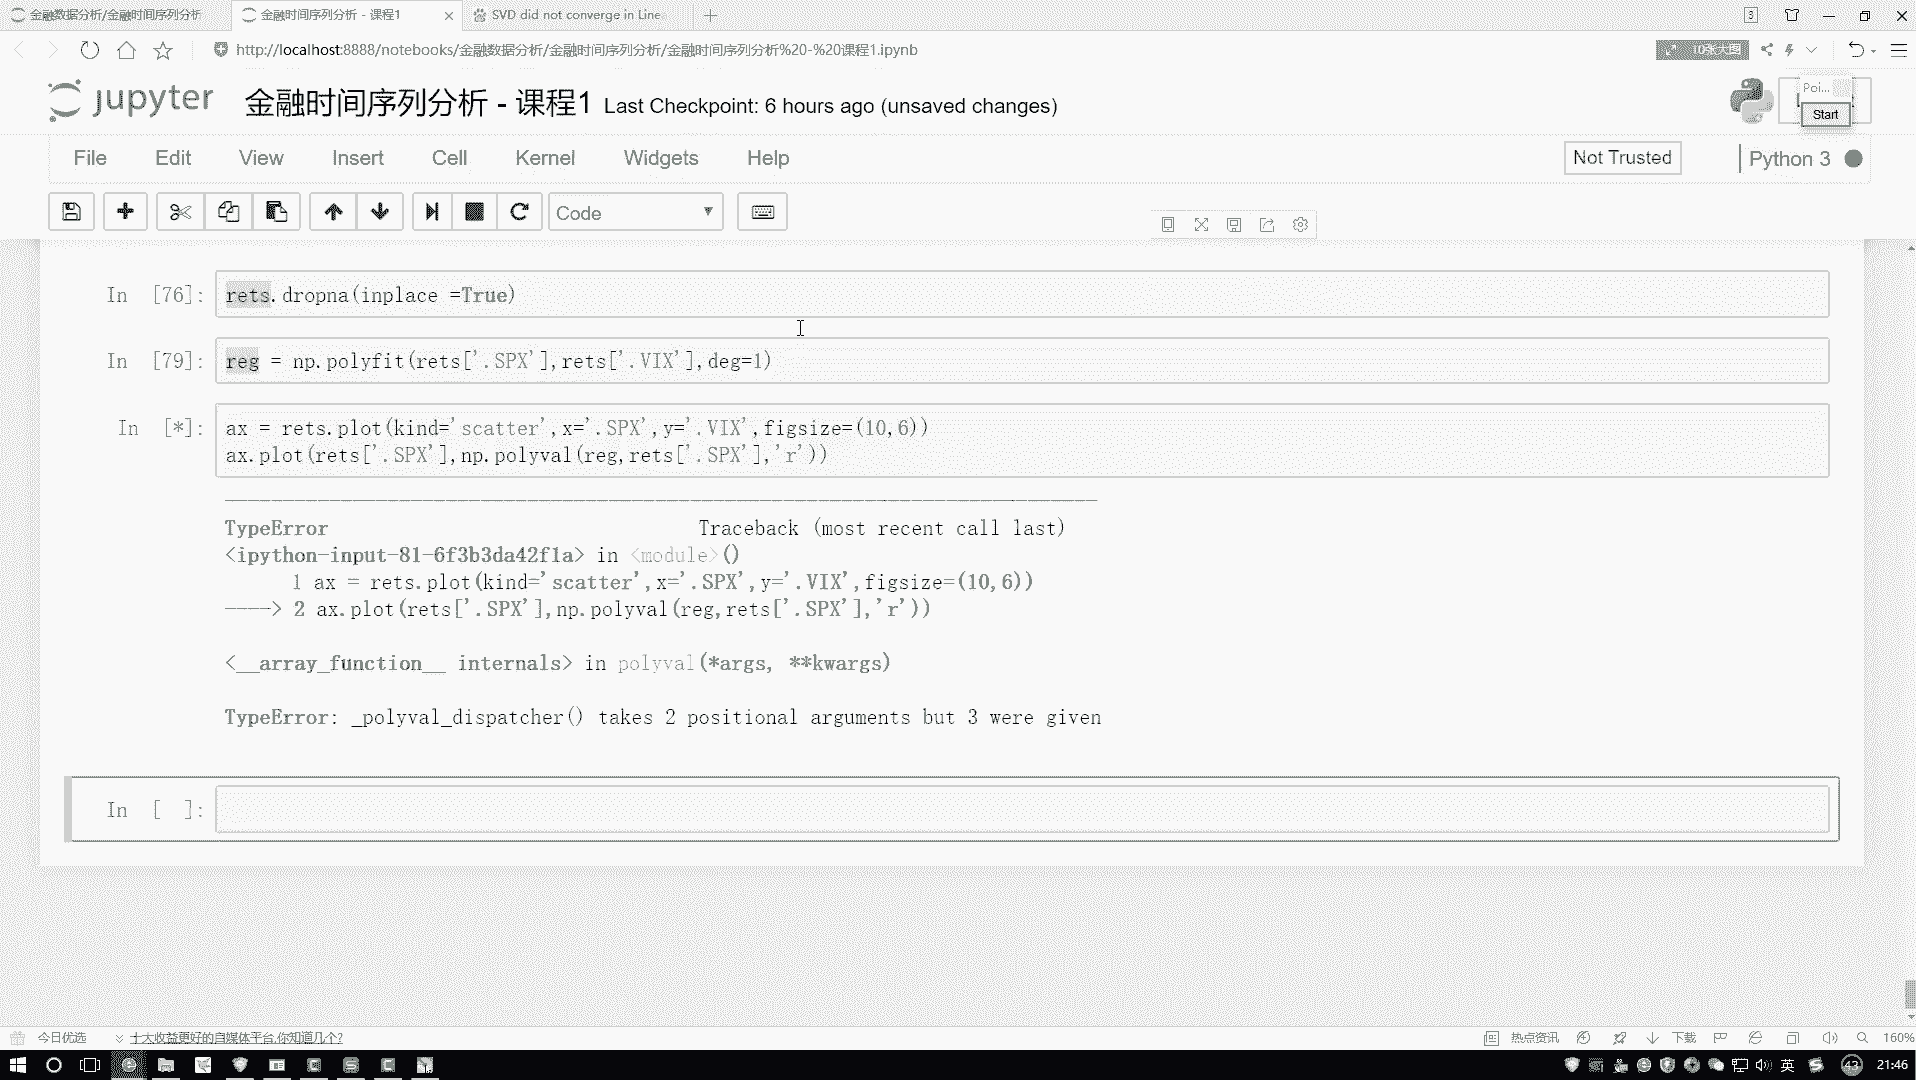 金融数据分析/金融时间序列分析
金融时间序列分析 - 课程1
SVD did not converge in Line
3
http://localhost:8888/notebooks/金融数据分析/金融时间序列分析/金融时间序列分析%20-%20课程1.ipynb
10张大图
jupyter
金融时间序列分析 - 课程1 Last Checkpoint: 6 hours ago (unsaved changes)
Poi...
Start
File Edit View Insert Cell Kernel Widgets Help
Not Trusted
Python 3
Code
In [76]: rets.dropna(inplace =True)
In [79]: reg = np.polyfit(rets['.SPX'],rets['.VIX'],deg=1)
In [*]: ax = rets.plot(kind='scatter',x='.SPX',y='.VIX',figsize=(10,6))
ax.plot(rets['.SPX'],np.polyval(reg,rets['.SPX'],'r'))
TypeError Traceback (most recent call last)
<ipython-input-81-6f3b3da42f1a> in <module>()
1 ax = rets.plot(kind='scatter',x='.SPX',y='.VIX',figsize=(10,6))
----> 2 ax.plot(rets['.SPX'],np.polyval(reg,rets['.SPX'],'r'))
<__array_function__ internals> in polyval(*args, **kwargs)
TypeError: _polyval_dispatcher() takes 2 positional arguments but 3 were given
In [ ]:
今日优选
十大收益更好的自媒体平台,你知道几个?
热点资讯
下载
160%
英
43
21:46